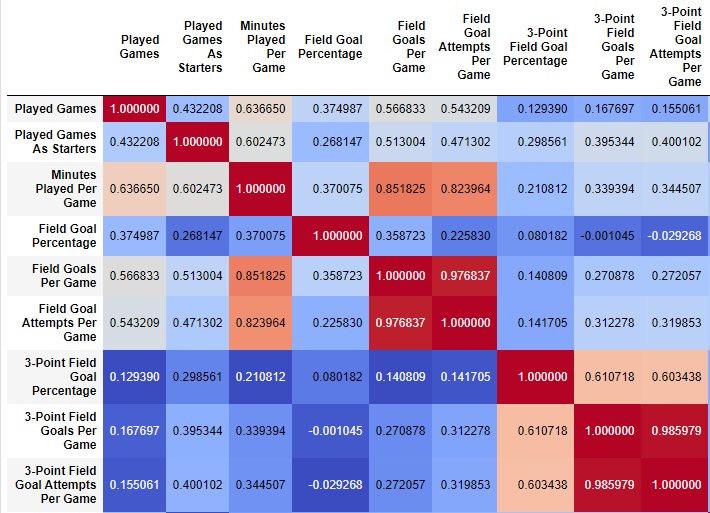 Played Games	Played Games As Starters	Minutes Played Per Game	Field Goal Percentage	Field Goals Per Game	Field Goal Attempts Per Game	3-Point Field Goal Percentage	3-Point Field Goals Per Game	3-Point Field Goal Attempts Per Game
Played Games	1.000000	0.432208	0.636650	0.374987	0.566833	0.543209	0.129390	0.167697	0.155061
Played Games As Starters	0.432208	1.000000	0.602473	0.268147	0.513004	0.471302	0.298561	0.395344	0.400102
Minutes Played Per Game	0.636650	0.602473	1.000000	0.370075	0.851825	0.823964	0.210812	0.339394	0.344507
Field Goal Percentage	0.374987	0.268147	0.370075	1.000000	0.358723	0.225830	0.080182	-0.001045	-0.029268
Field Goals Per Game	0.566833	0.513004	0.851825	0.358723	1.000000	0.976837	0.140809	0.270878	0.272057
Field Goal Attempts Per Game	0.543209	0.471302	0.823964	0.225830	0.976837	1.000000	0.141705	0.312278	0.319853
3-Point Field Goal Percentage	0.129390	0.298561	0.210812	0.080182	0.140809	0.141705	1.000000	0.610718	0.603438
3-Point Field Goals Per Game	0.167697	0.395344	0.339394	-0.001045	0.270878	0.312278	0.610718	1.000000	0.985979
3-Point Field Goal Attempts Per Game	0.155061	0.400102	0.344507	-0.029268	0.272057	0.319853	0.603438	0.985979	1.000000